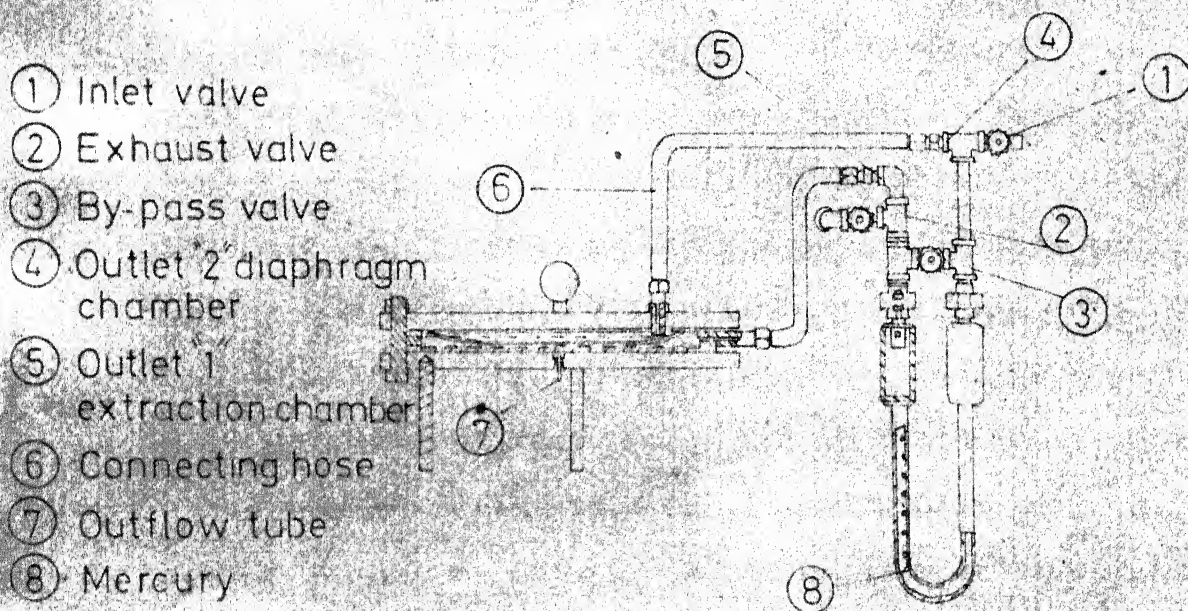 ① Inlet valve
② Exhaust valve
③ By-pass valve
④ Outlet "2" diaphragm
chamber
⑤ Outlet "1"
extraction chamber
⑥ Connecting hose
⑦ Outflow tube
⑧ Mercury
⑤
④
①
⑥
②
③
⑦
⑧